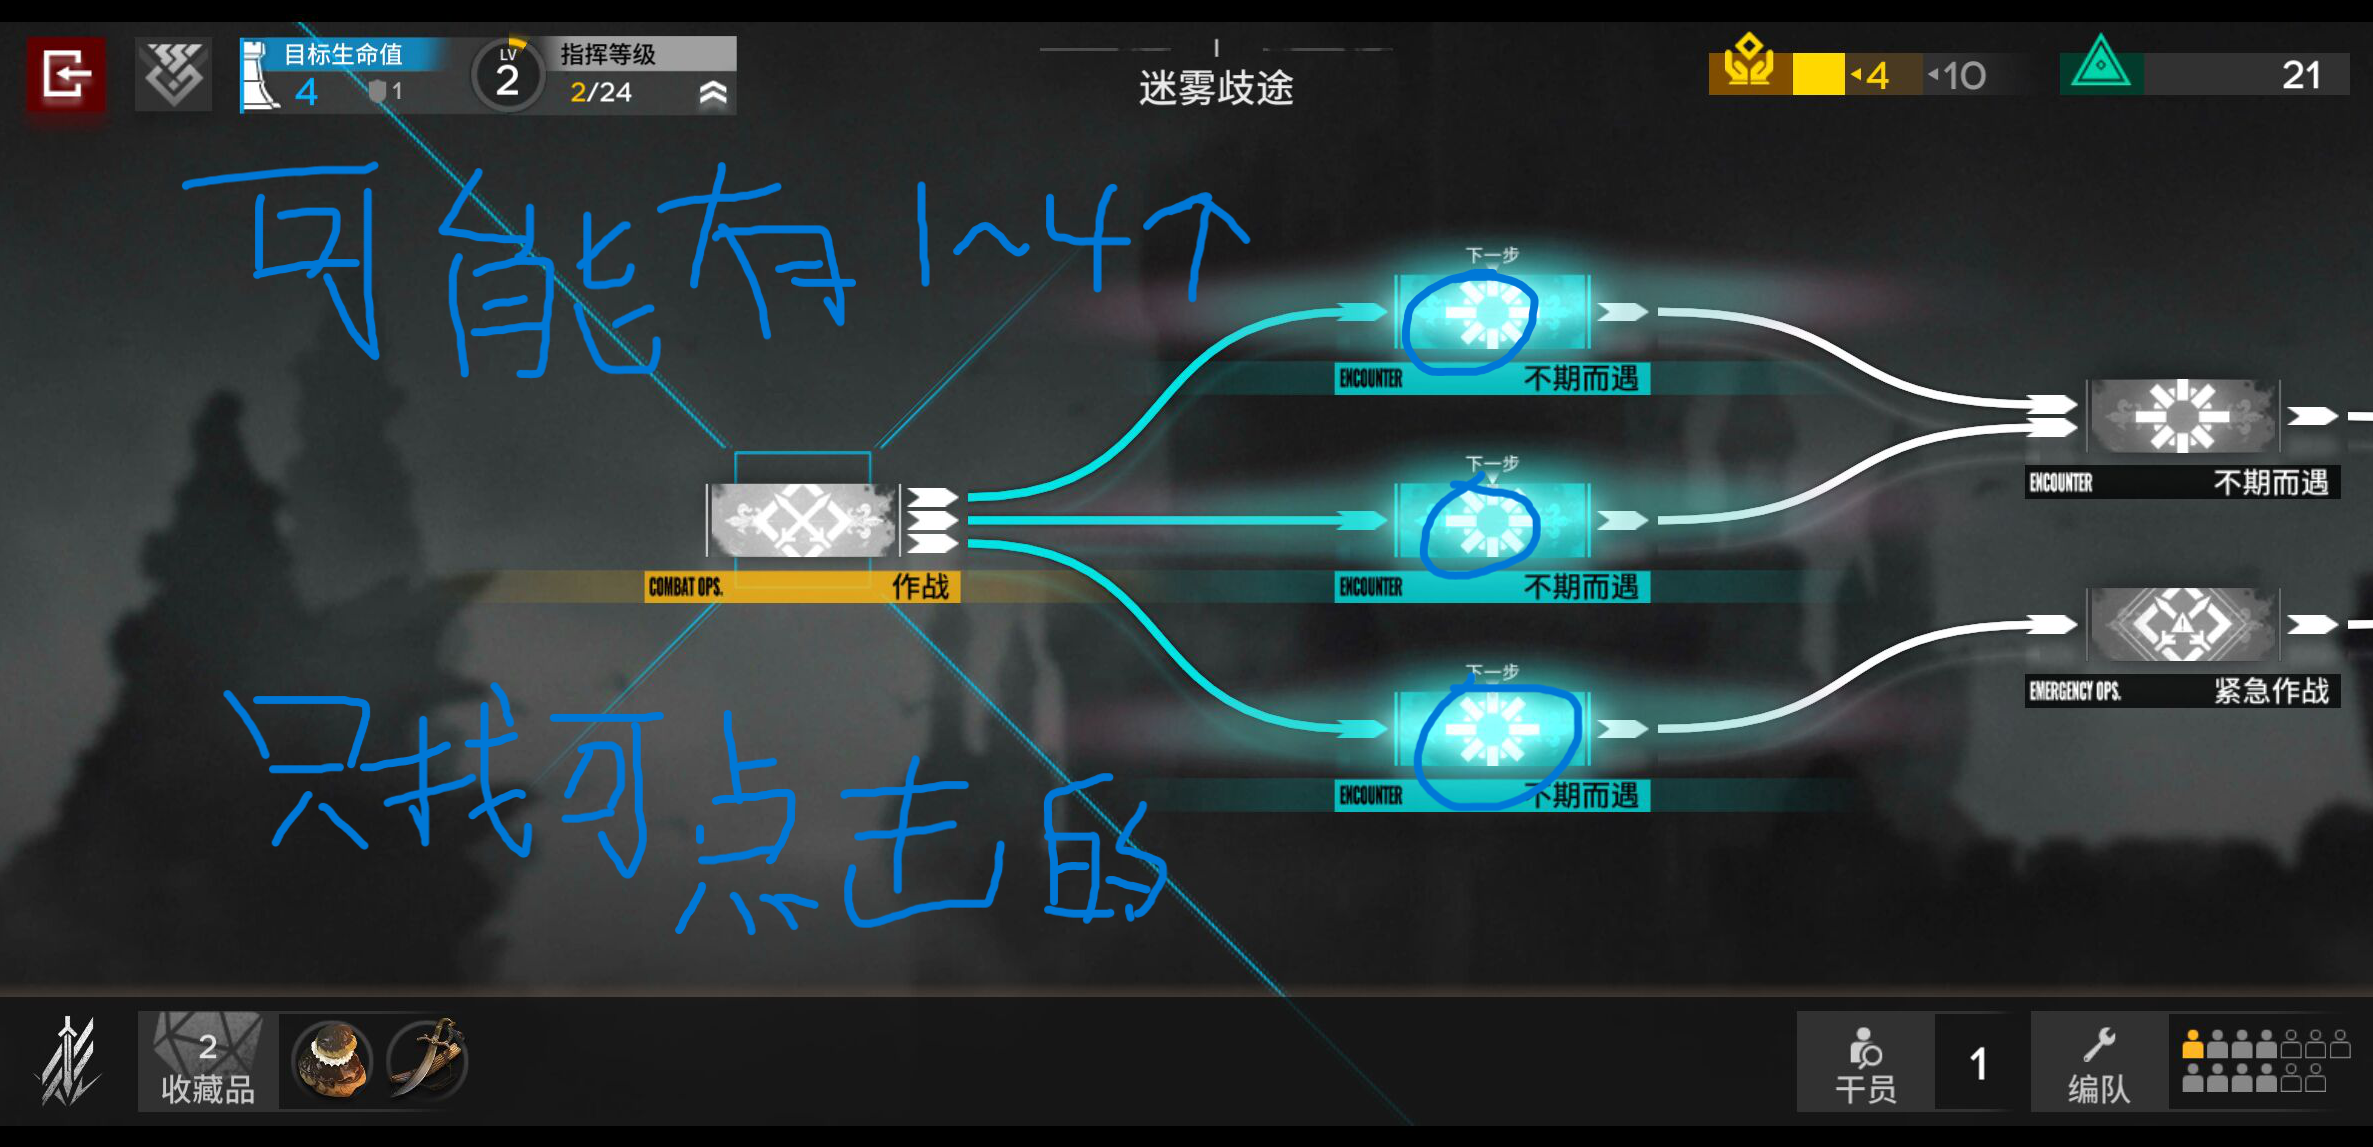 目标生命值
4
1
LV
2
指挥等级
2/24
I
迷雾歧途
4
10
21
可能有1~4个
下一步
ENCOUNTER 不期而遇
ENCOUNTER 不期而遇
下一步
COMBAT OPS. 作战
ENCOUNTER 不期而遇
下一步
EMERGENCY OPS. 紧急作战
ENCOUNTER 不期而遇
只找可点击的
2
收藏品
干员
1
编队